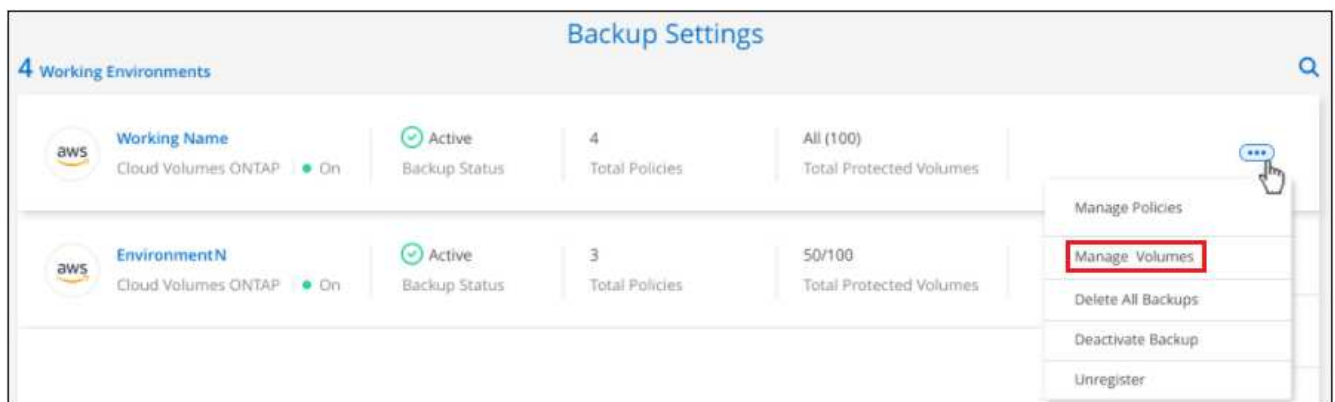 Backup Settings
4 Working Environments
aws
Working Name
Cloud Volumes ONTAP
On
Active
Backup Status
4
Total Policies
All (100)
Total Protected Volumes
Manage Policies
Manage Volumes
Delete All Backups
Deactivate Backup
Unregister
aws
EnvironmentN
Cloud Volumes ONTAP
On
Active
Backup Status
3
Total Policies
50/100
Total Protected Volumes